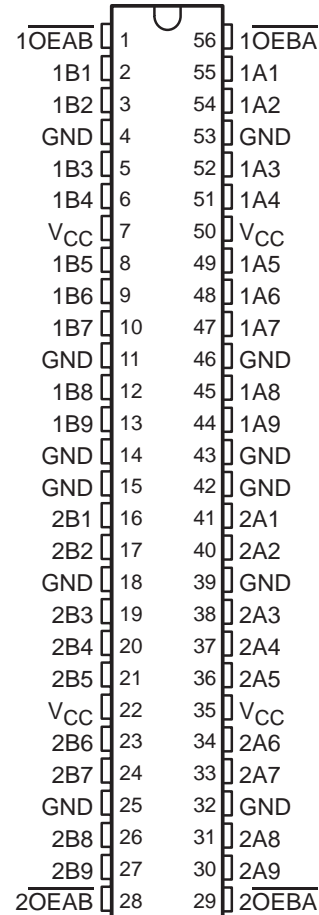 1OEAB 1 56 1OEBA
1B1 2 55 1A1
1B2 3 54 1A2
GND 4 53 GND
1B3 5 52 1A3
1B4 6 51 1A4
VCC 7 50 VCC
1B5 8 49 1A5
1B6 9 48 1A6
1B7 10 47 1A7
GND 11 46 GND
1B8 12 45 1A8
1B9 13 44 1A9
GND 14 43 GND
GND 15 42 GND
2B1 16 41 2A1
2B2 17 40 2A2
GND 18 39 GND
2B3 19 38 2A3
2B4 20 37 2A4
2B5 21 36 2A5
VCC 22 35 VCC
2B6 23 34 2A6
2B7 24 33 2A7
GND 25 32 GND
2B8 26 31 2A8
2B9 27 30 2A9
2OEAB 28 29 2OEBA